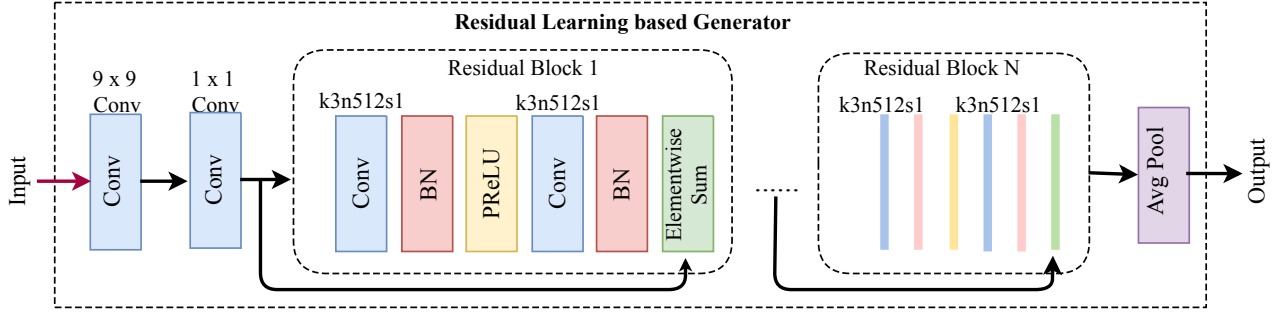 Residual Learning based Generator
Input
9 x 9
Conv
Conv
1 x 1
Conv
Conv
Residual Block 1
k3n512s1
k3n512s1
Conv
BN
PReLU
Conv
BN
Elementwise
Sum
......
Residual Block N
k3n512s1
k3n512s1
Avg Pool
Output